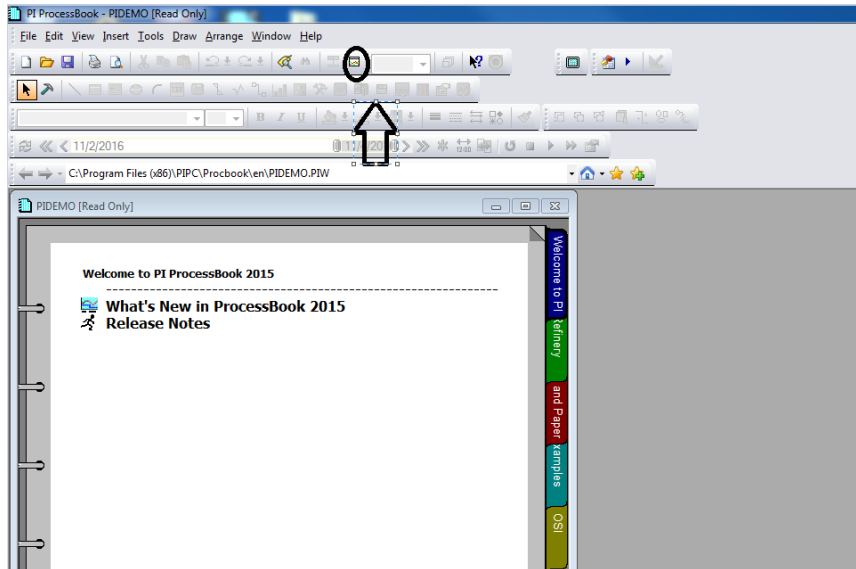 PI ProcessBook - PIDEMO [Read Only]
File Edit View Insert Tools Draw Arrange Window Help
B I U
11/2/2016
C:\Program Files (x86)\PIPC\Procbook\en\PIDEMO.PIW
PIDEMO [Read Only]
Welcome to PI ProcessBook 2015
What's New in ProcessBook 2015
Release Notes
Welcome to PI
Refinery
and Paper
xamples
OSI